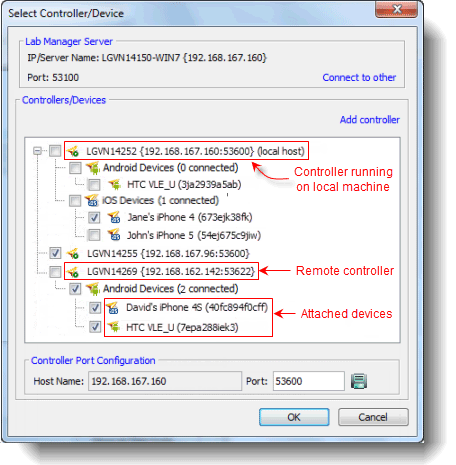 Select Controller/Device
Lab Manager Server
IP/Server Name: LGVN14150-WIN7 {192.168.167.160}
Port: 53100
Connect to other
Controllers/Devices
Add controller
LGVN14252 {192.168.167.160:53600} (local host)
Android Devices (0 connected)
HTC VLE_U (3ja2939a5ab)
iOS Devices (1 connected)
Jane's iPhone 4 (673ejk38fk)
John's iPhone 5 (54ej675c9jiw)
LGVN14255 {192.168.167.96:53600}
LGVN14269 {192.168.162.142:53622}
Android Devices (2 connected)
David's iPhone 4S (40fc894f0cff)
HTC VLE_U (7epa288iek3)
Controller running
on local machine
Remote controller
Attached devices
Controller Port Configuration
Host Name: 192.168.167.160 Port: 53600
OK Cancel